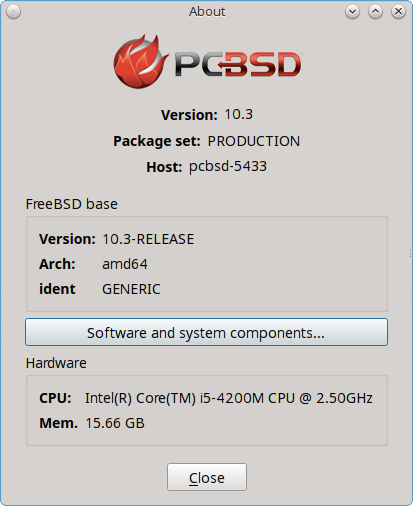 About
PCBSD
Version: 10.3
Package set: PRODUCTION
Host: pcbsd-5433
FreeBSD base
Version: 10.3-RELEASE
Arch: amd64
ident GENERIC
Software and system components...
Hardware
CPU: Intel(R) Core(TM) i5-4200M CPU @ 2.50GHz
Mem. 15.66 GB
Close